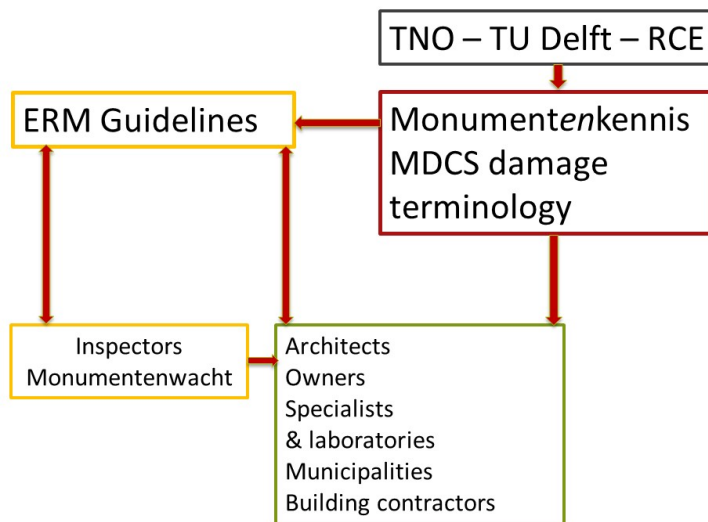 TNO – TU Delft – RCE
ERM Guidelines
Monumentenkennis
MDCS damage
terminology
Inspectors
Monumentenwacht
Architects
Owners
Specialists
& laboratories
Municipalities
Building contractors